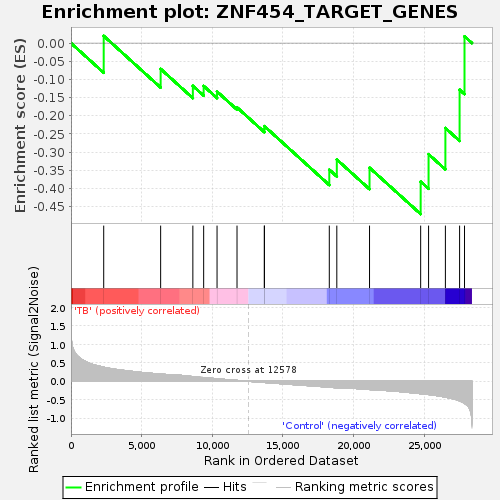 Enrichment plot: ZNF454_TARGET_GENES
Enrichment score (ES)
0.00
-0.05
-0.10
-0.15
-0.20
-0.25
-0.30
-0.35
-0.40
-0.45
Ranked list metric (Signal2Noise)
'TB' (positively correlated)
2.0
1.5
1.0
0.5
0.0
-0.5
-1.0
Zero cross at 12578
'Control' (negatively correlated)
0 5,000 10,000 15,000 20,000 25,000
Rank in Ordered Dataset
Enrichment profile Hits Ranking metric scores